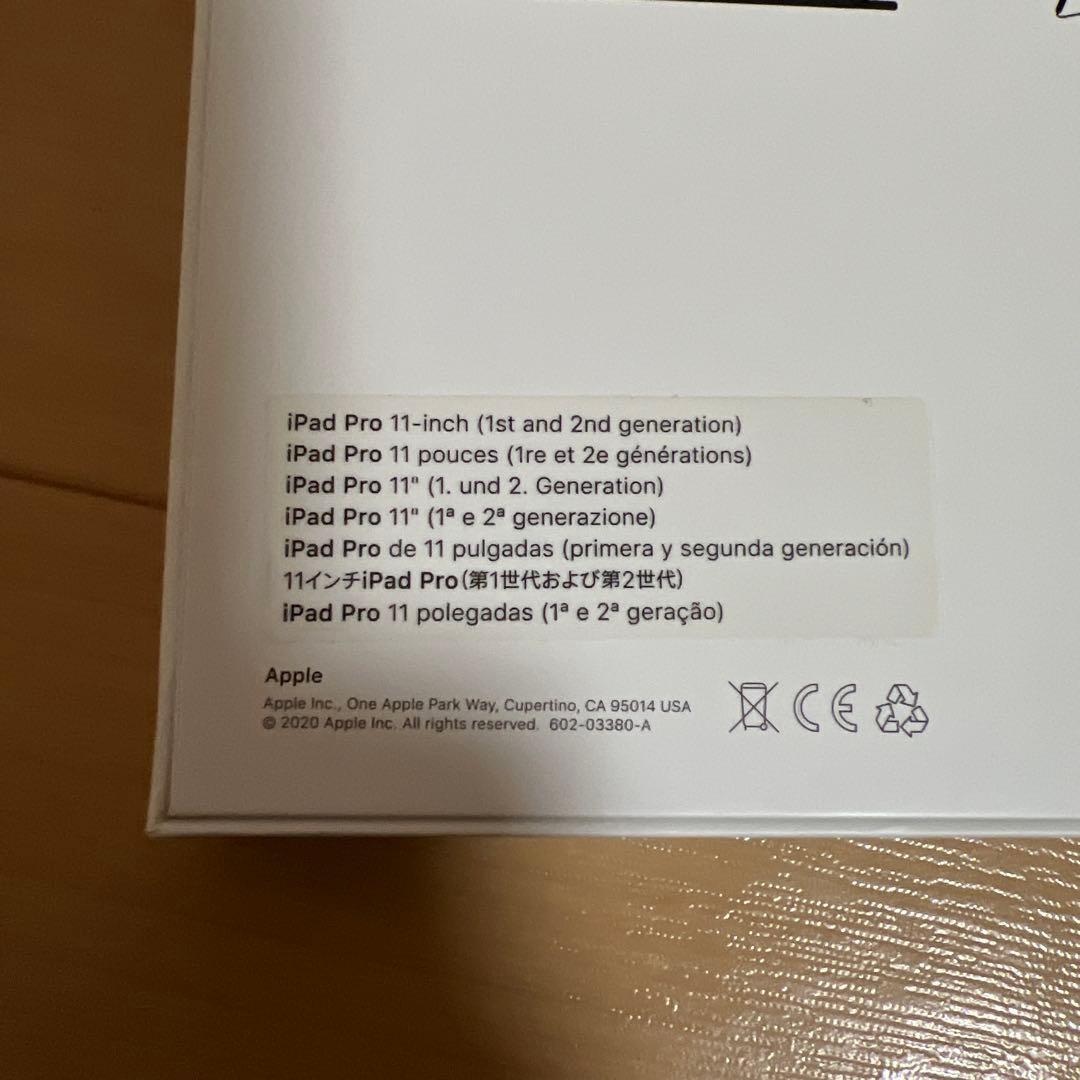 iPad Pro 11-inch (1st and 2nd generation)
iPad Pro 11 pouces (1re et 2e générations)
iPad Pro 11" (1. und 2. Generation)
iPad Pro 11" (1ª e 2ª generazione)
iPad Pro de 11 pulgadas (primera y segunda generación)
11インチiPad Pro(第1世代および第2世代)
iPad Pro 11 polegadas (1ª e 2ª geração)
Apple
Apple Inc., One Apple Park Way, Cupertino, CA 95014 USA
© 2020 Apple Inc. All rights reserved. 602-03380-A
CE